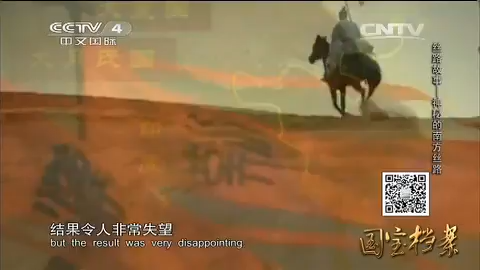 CCTV 4
中文国际
CNTV
丝路故事—神秘的南方丝路
结果令人非常失望
but the result was very disappointing
国宝档案